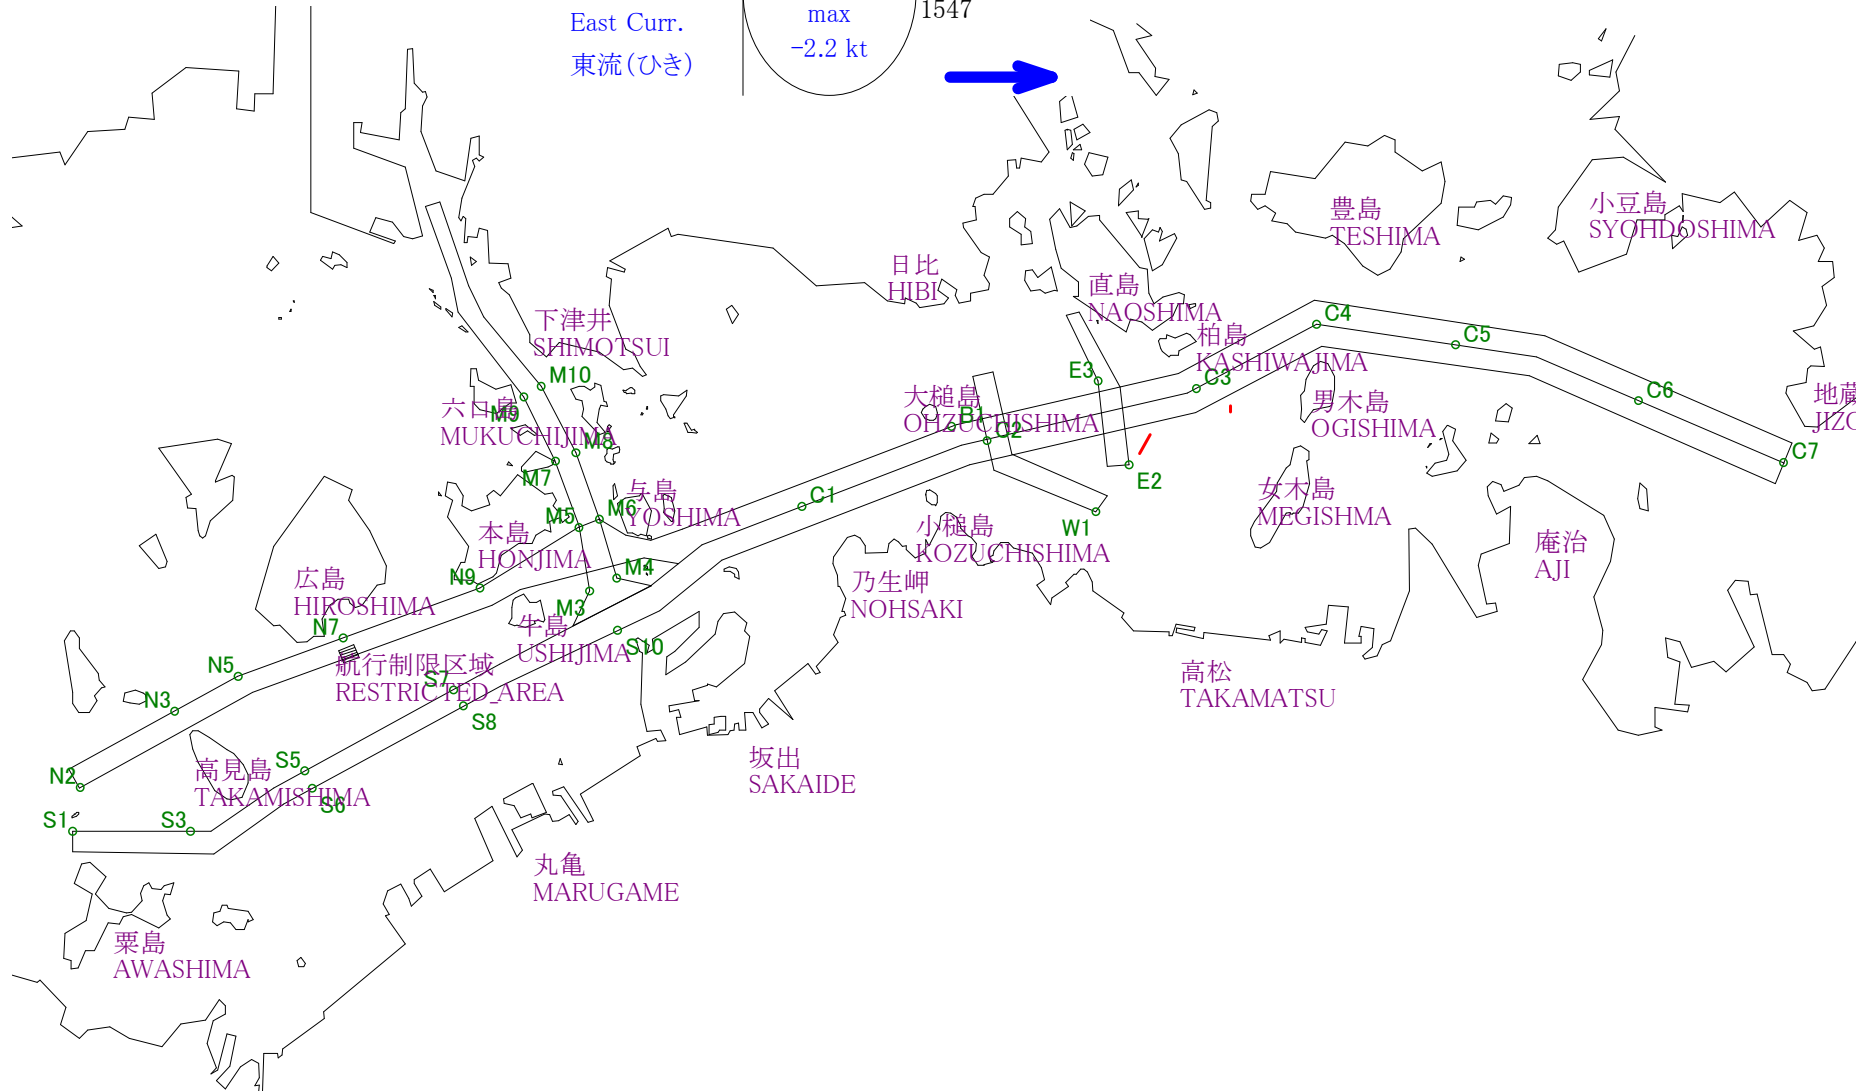 East Curr.
東流(ひき)
max
-2.2 kt
1547
豊島
TESHIMA
小豆島
SYOHDOSHIMA
日比
HIBI
直島
NAOSHIMA
下津井
SHIMOTSUI
柏島
KASHIWAJIMA
C4
C5
C3
E3
M10
M9
六口島
MUKUCHIJIMA
大槌島
OHZUCHISHIMA
B1
C2
男木島
OGISHIMA
C6
地蔵
JIZO
M8
M7
C7
E2
与島
YOSHIMA
C1
女木島
MEGISHMA
M6
M5
W1
本島
HONJIMA
小槌島
KOZUCHISHIMA
庵治
AJI
広島
HIROSHIMA
N9
M4
M3
乃生岬
NOHSAKI
N7
牛島
USHIJIMA
S10
N5
航行制限区域
RESTRICTED_AREA
S7
高松
TAKAMATSU
N3
S8
N2
高見島
TAKAMISHIMA
S5
S6
坂出
SAKAIDE
S1
S3
丸亀
MARUGAME
粟島
AWASHIMA